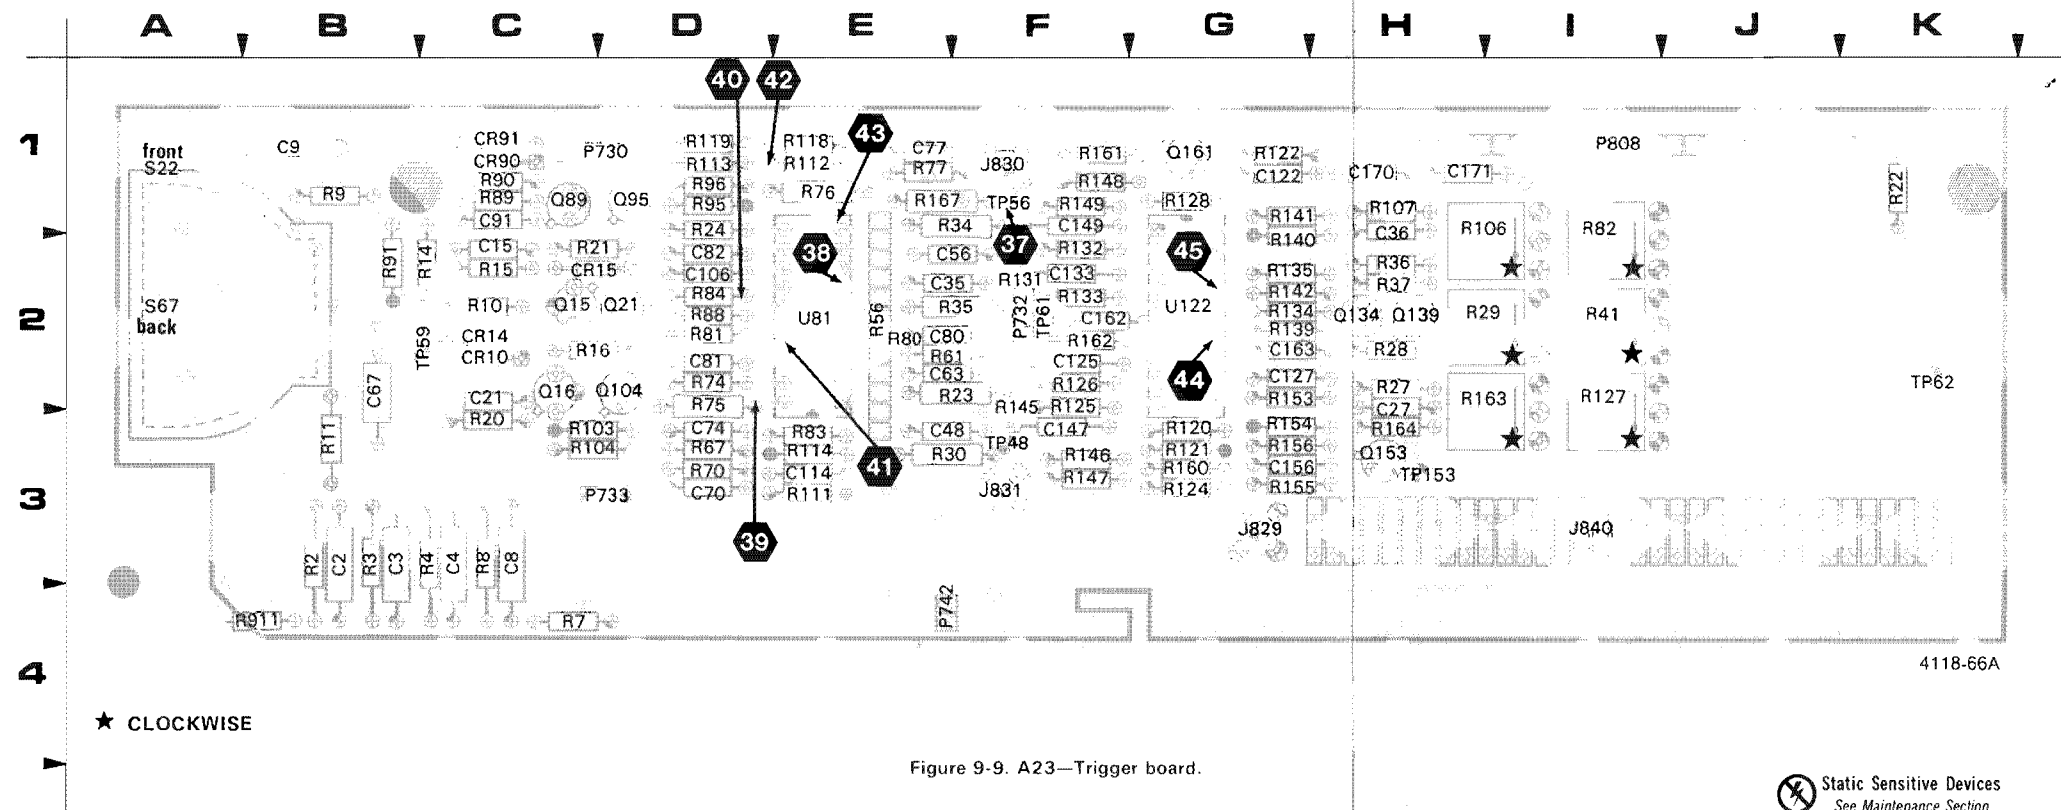 A B C D E F G H I J K
40 42
1
front
S22
C9
CR91
CR90
R90
R89
C91
P730
R119
R113
R96
R95
R118
R112
R76
43
C77
R77
J830
R161
R148
Q161
R122
C122
C170
C171
P808
R22
R9
Q89
Q95
R167
TP56
R149
R128
R141
R107
R106
R82
R24
R34
37
C149
C36
R91
R14
C15
R15
R21
CR15
C82
C106
38
C56
R131
R132
C133
45
R140
R135
R36
R37
2
S67
back
R10
Q15
Q21
R84
R88
R81
U81
R56
C35
R35
P732
TP61
R133
C162
U122
R142
R134
R139
Q134
Q139
R29
R41
TP59
CR14
CR10
R16
R80
C80
R61
C63
R162
C125
C163
R28
C67
C21
R20
Q16
Q104
C81
R74
R75
R23
R126
R125
R145
44
C127
R153
R27
C27
R163
R127
TP62
R11
R103
R104
C74
R67
R70
C70
R83
R114
C114
R111
41
C48
R30
TP48
C147
R146
R147
R120
R121
R160
R124
R154
R156
C156
R155
R164
Q153
TP153
3
P733
J831
39
J829
J840
R2
C2
R3
C3
R4
C4
R8
C8
R911
R7
P742
4
4118-66A
★ CLOCKWISE
Figure 9-9. A23—Trigger board.
Static Sensitive Devices
See Maintenance Section